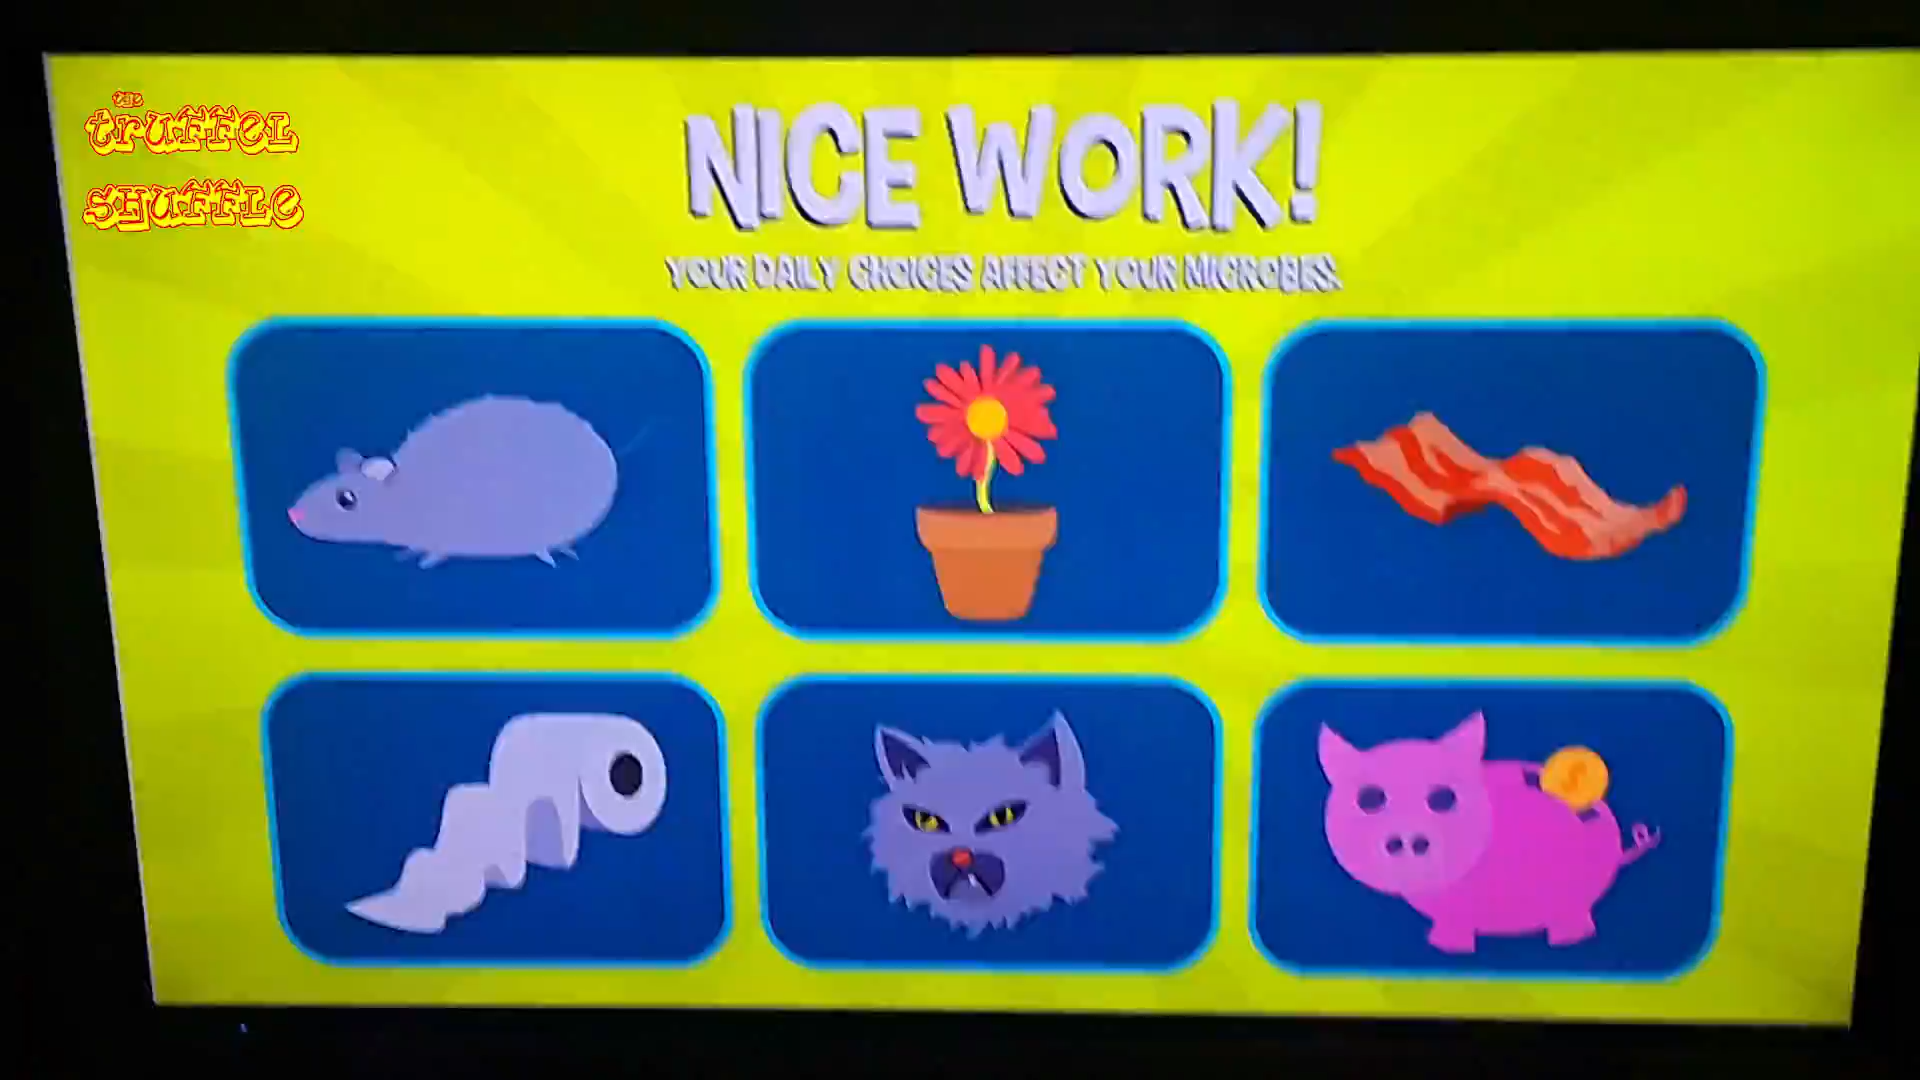 THE
truffel
SHUFFLE
NICE WORK!
YOUR DAILY CHOICES AFFECT YOUR MICROBES.